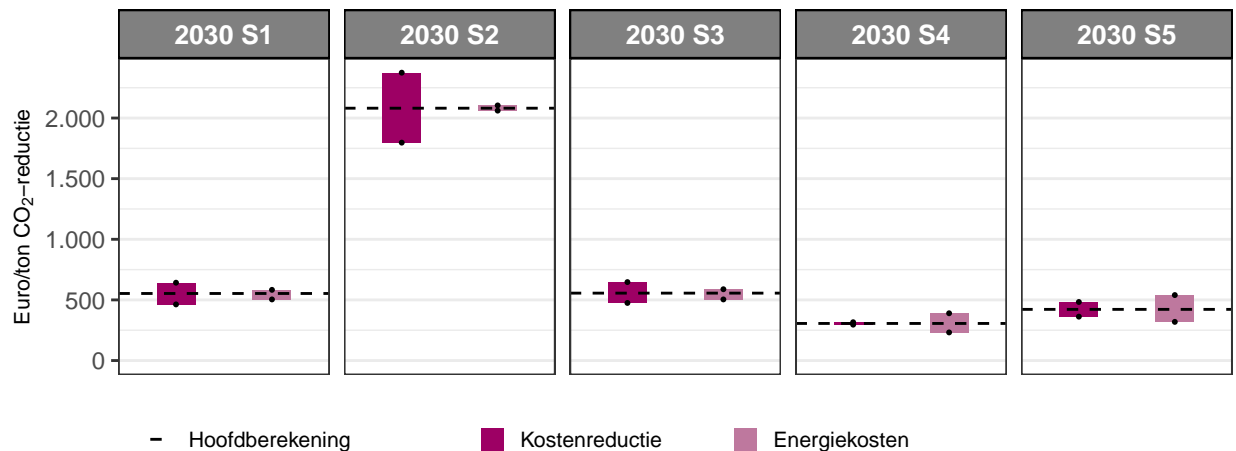 2030 S1 2030 S2 2030 S3 2030 S4 2030 S5
Euro/ton CO₂−reductie
2.000
1.500
1.000
500
0
Hoofdberekening Kostenreductie Energiekosten